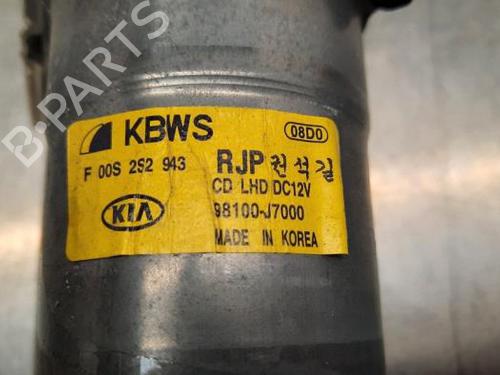 KBWS
08D0
F 00S 2S2 943
RJP 권석길
CD LHD DC12V
KIA
98100-J7000
MADE IN KOREA
B-PARTS